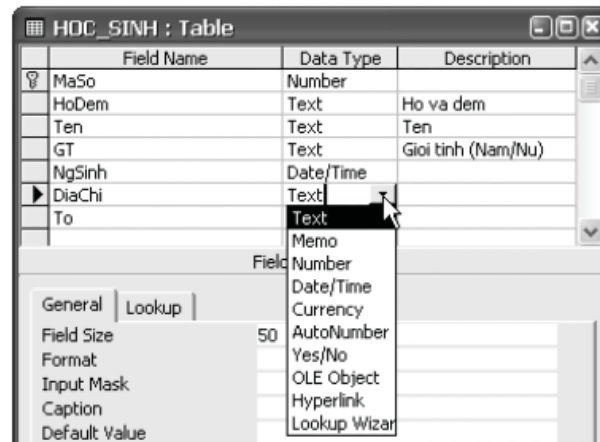 HOC_SINH : Table
Field Name Data Type Description
MaSo Number
HoDem Text Ho va dem
Ten Text Ten
GT Text Gioi tinh (Nam/Nu)
NgSinh Date/Time
DiaChi Text
To
Text
Memo
Number
Date/Time
Currency
AutoNumber
Yes/No
OLE Object
Hyperlink
Lookup Wizar
Field
General Lookup
Field Size 50
Format
Input Mask
Caption
Default Value